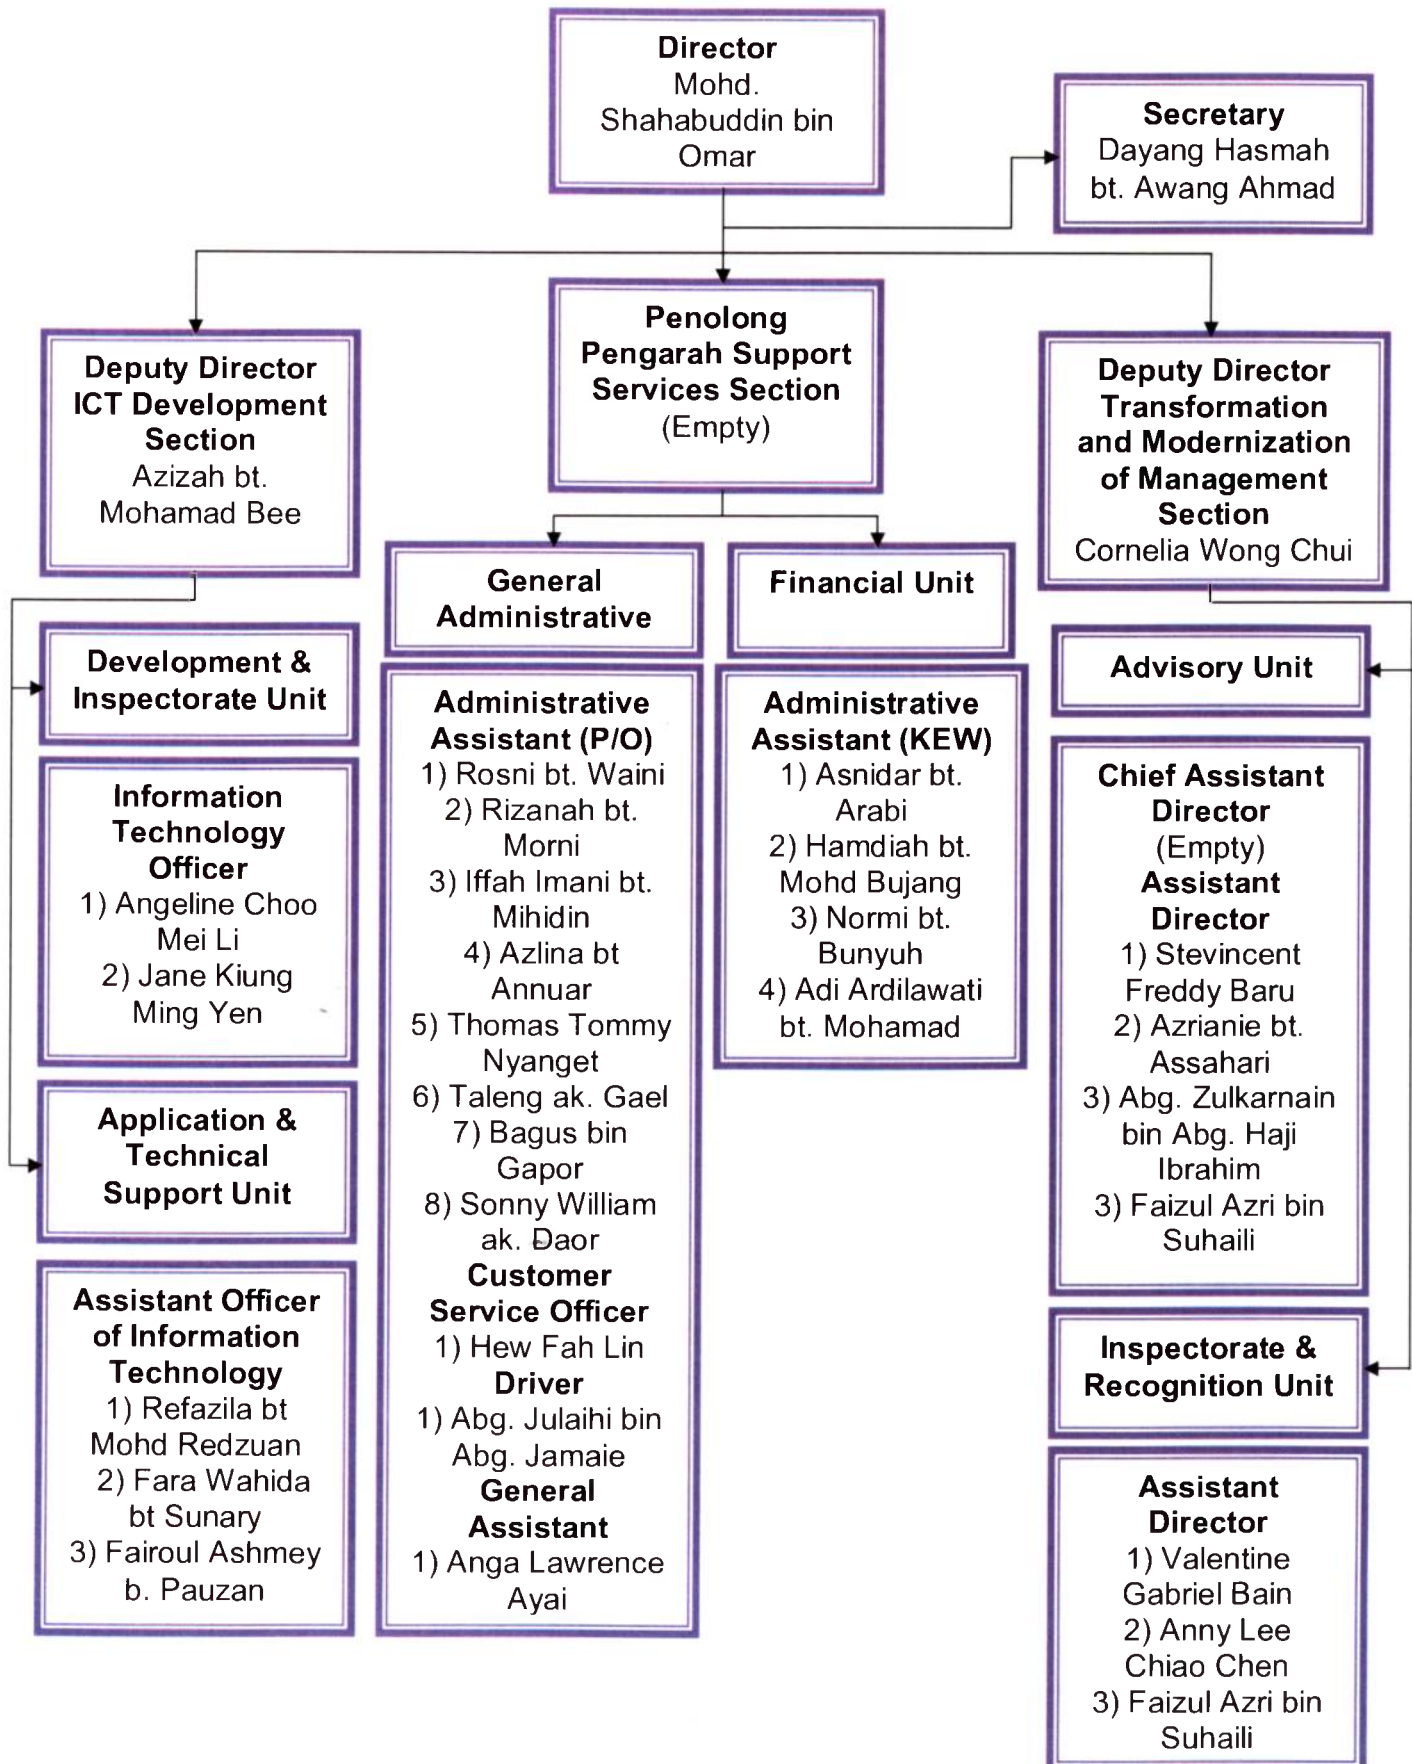 Director
Mohd.
Shahabuddin bin
Omar
Secretary
Dayang Hasmah
bt. Awang Ahmad
Deputy Director
ICT Development
Section
Azizah bt.
Mohamad Bee
Penolong
Pengarah Support
Services Section
(Empty)
Deputy Director
Transformation
and Modernization
of Management
Section
Cornelia Wong Chui
Development &
Inspectorate Unit
Information
Technology
Officer
1) Angeline Choo
Mei Li
2) Jane Kiung
Ming Yen
Application &
Technical
Support Unit
Assistant Officer
of Information
Technology
1) Refazila bt
Mohd Redzuan
2) Fara Wahida
bt Sunary
3) Fairoul Ashmey
b. Pauzan
General
Administrative
Administrative
Assistant (P/O)
1) Rosni bt. Waini
2) Rizanah bt.
Morni
3) Iffah Imani bt.
Mihidin
4) Azlina bt
Annuar
5) Thomas Tommy
Nyanget
6) Taleng ak. Gael
7) Bagus bin
Gapor
8) Sonny William
ak. Daor
Customer
Service Officer
1) Hew Fah Lin
Driver
1) Abg. Julaihi bin
Abg. Jamaie
General
Assistant
1) Anga Lawrence
Ayai
Financial Unit
Administrative
Assistant (KEW)
1) Asnidar bt.
Arabi
2) Hamdiah bt.
Mohd Bujang
3) Normi bt.
Bunyuh
4) Adi Ardilawati
bt. Mohamad
Advisory Unit
Chief Assistant
Director
(Empty)
Assistant
Director
1) Stevincent
Freddy Baru
2) Azrianie bt.
Assahari
3) Abg. Zulkarnain
bin Abg. Haji
Ibrahim
3) Faizul Azri bin
Suhaili
Inspectorate &
Recognition Unit
Assistant
Director
1) Valentine
Gabriel Bain
2) Anny Lee
Chiao Chen
3) Faizul Azri bin
Suhaili